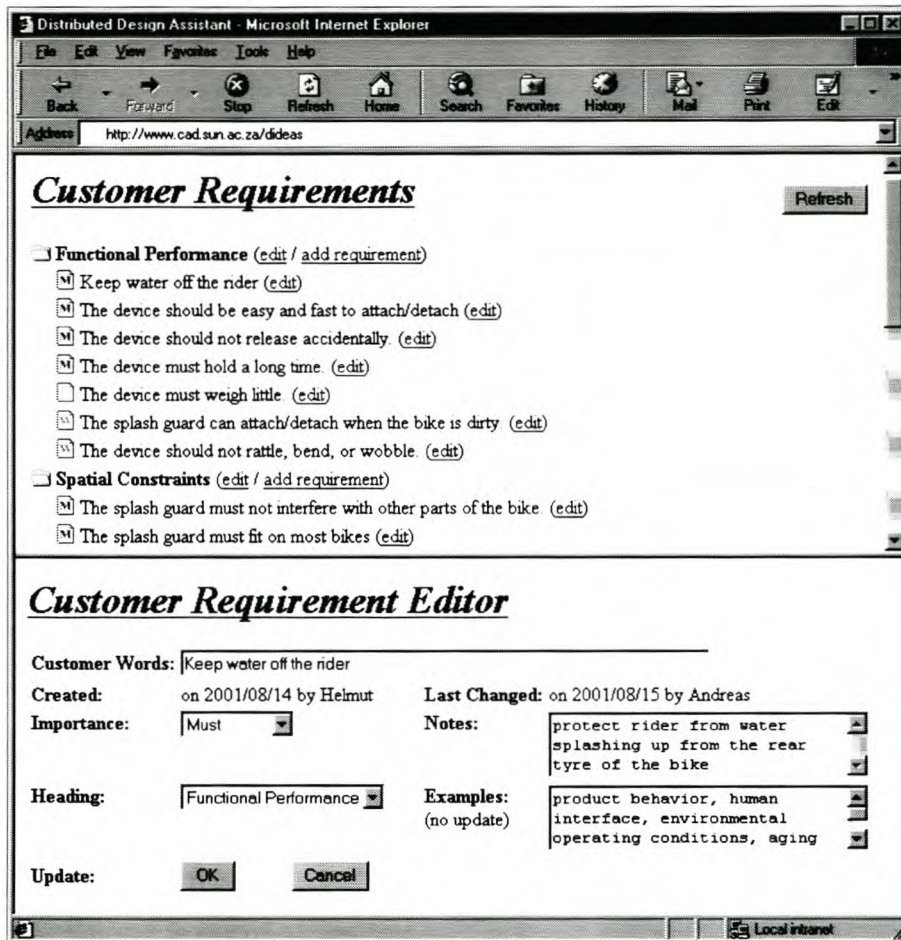 Distributed Design Assistant - Microsoft Internet Explorer
File Edit View Favorites Tools Help
Back Forward Stop Refresh Home Search Favorites History Mail Print Edit
Address http://www.cad.sun.ac.za/dideas
Customer Requirements
Refresh
Functional Performance (edit / add requirement)
M Keep water off the rider (edit)
M The device should be easy and fast to attach/detach (edit)
M The device should not release accidentally. (edit)
M The device must hold a long time. (edit)
The device must weigh little. (edit)
The splash guard can attach/detach when the bike is dirty. (edit)
The device should not rattle, bend, or wobble. (edit)
Spatial Constraints (edit / add requirement)
M The splash guard must not interfere with other parts of the bike. (edit)
M The splash guard must fit on most bikes (edit)
Customer Requirement Editor
Customer Words: Keep water off the rider
Created: on 2001/08/14 by Helmut Last Changed: on 2001/08/15 by Andreas
Importance: Must Notes: protect rider from water
splashing up from the rear
tyre of the bike
Heading: Functional Performance Examples: product behavior, human
(no update) interface, environmental
operating conditions, aging
Update: OK Cancel
Local intranet